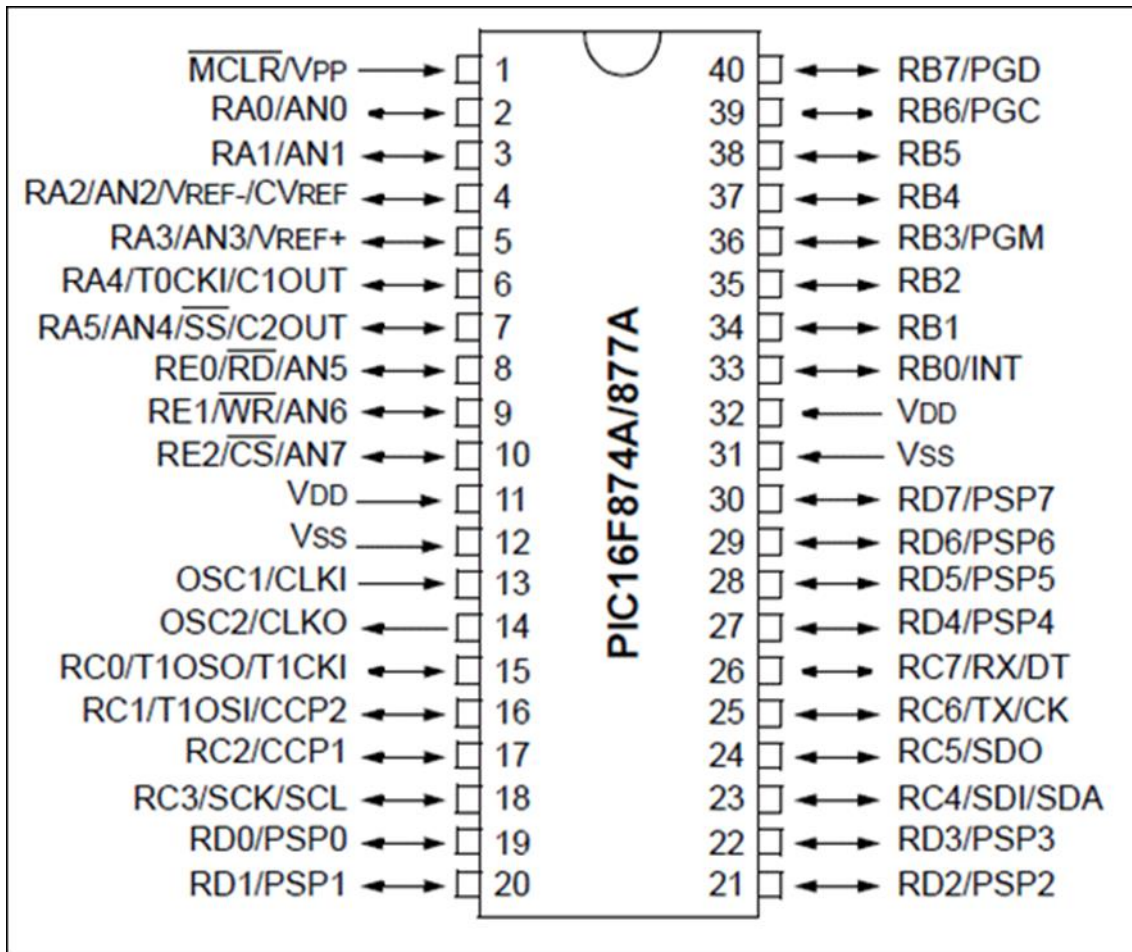 MCLR/VPP 1
RA0/AN0 2
RA1/AN1 3
RA2/AN2/VREF-/CVREF 4
RA3/AN3/VREF+ 5
RA4/T0CKI/C1OUT 6
RA5/AN4/SS/C2OUT 7
RE0/RD/AN5 8
RE1/WR/AN6 9
RE2/CS/AN7 10
VDD 11
VSS 12
OSC1/CLKI 13
OSC2/CLKO 14
RC0/T1OSO/T1CKI 15
RC1/T1OSI/CCP2 16
RC2/CCP1 17
RC3/SCK/SCL 18
RD0/PSP0 19
RD1/PSP1 20
PIC16F874A/877A
40 RB7/PGD
39 RB6/PGC
38 RB5
37 RB4
36 RB3/PGM
35 RB2
34 RB1
33 RB0/INT
32 VDD
31 VSS
30 RD7/PSP7
29 RD6/PSP6
28 RD5/PSP5
27 RD4/PSP4
26 RC7/RX/DT
25 RC6/TX/CK
24 RC5/SDO
23 RC4/SDI/SDA
22 RD3/PSP3
21 RD2/PSP2